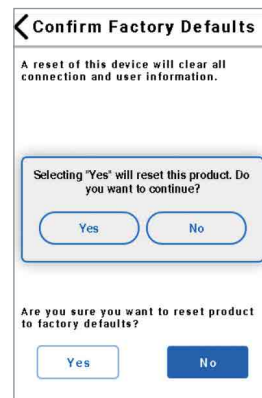 Confirm Factory Defaults
A reset of this device will clear all
connection and user information.
Selecting "Yes" will reset this product. Do
you want to continue?
Yes
No
Are you sure you want to reset product
to factory defaults?
Yes
No